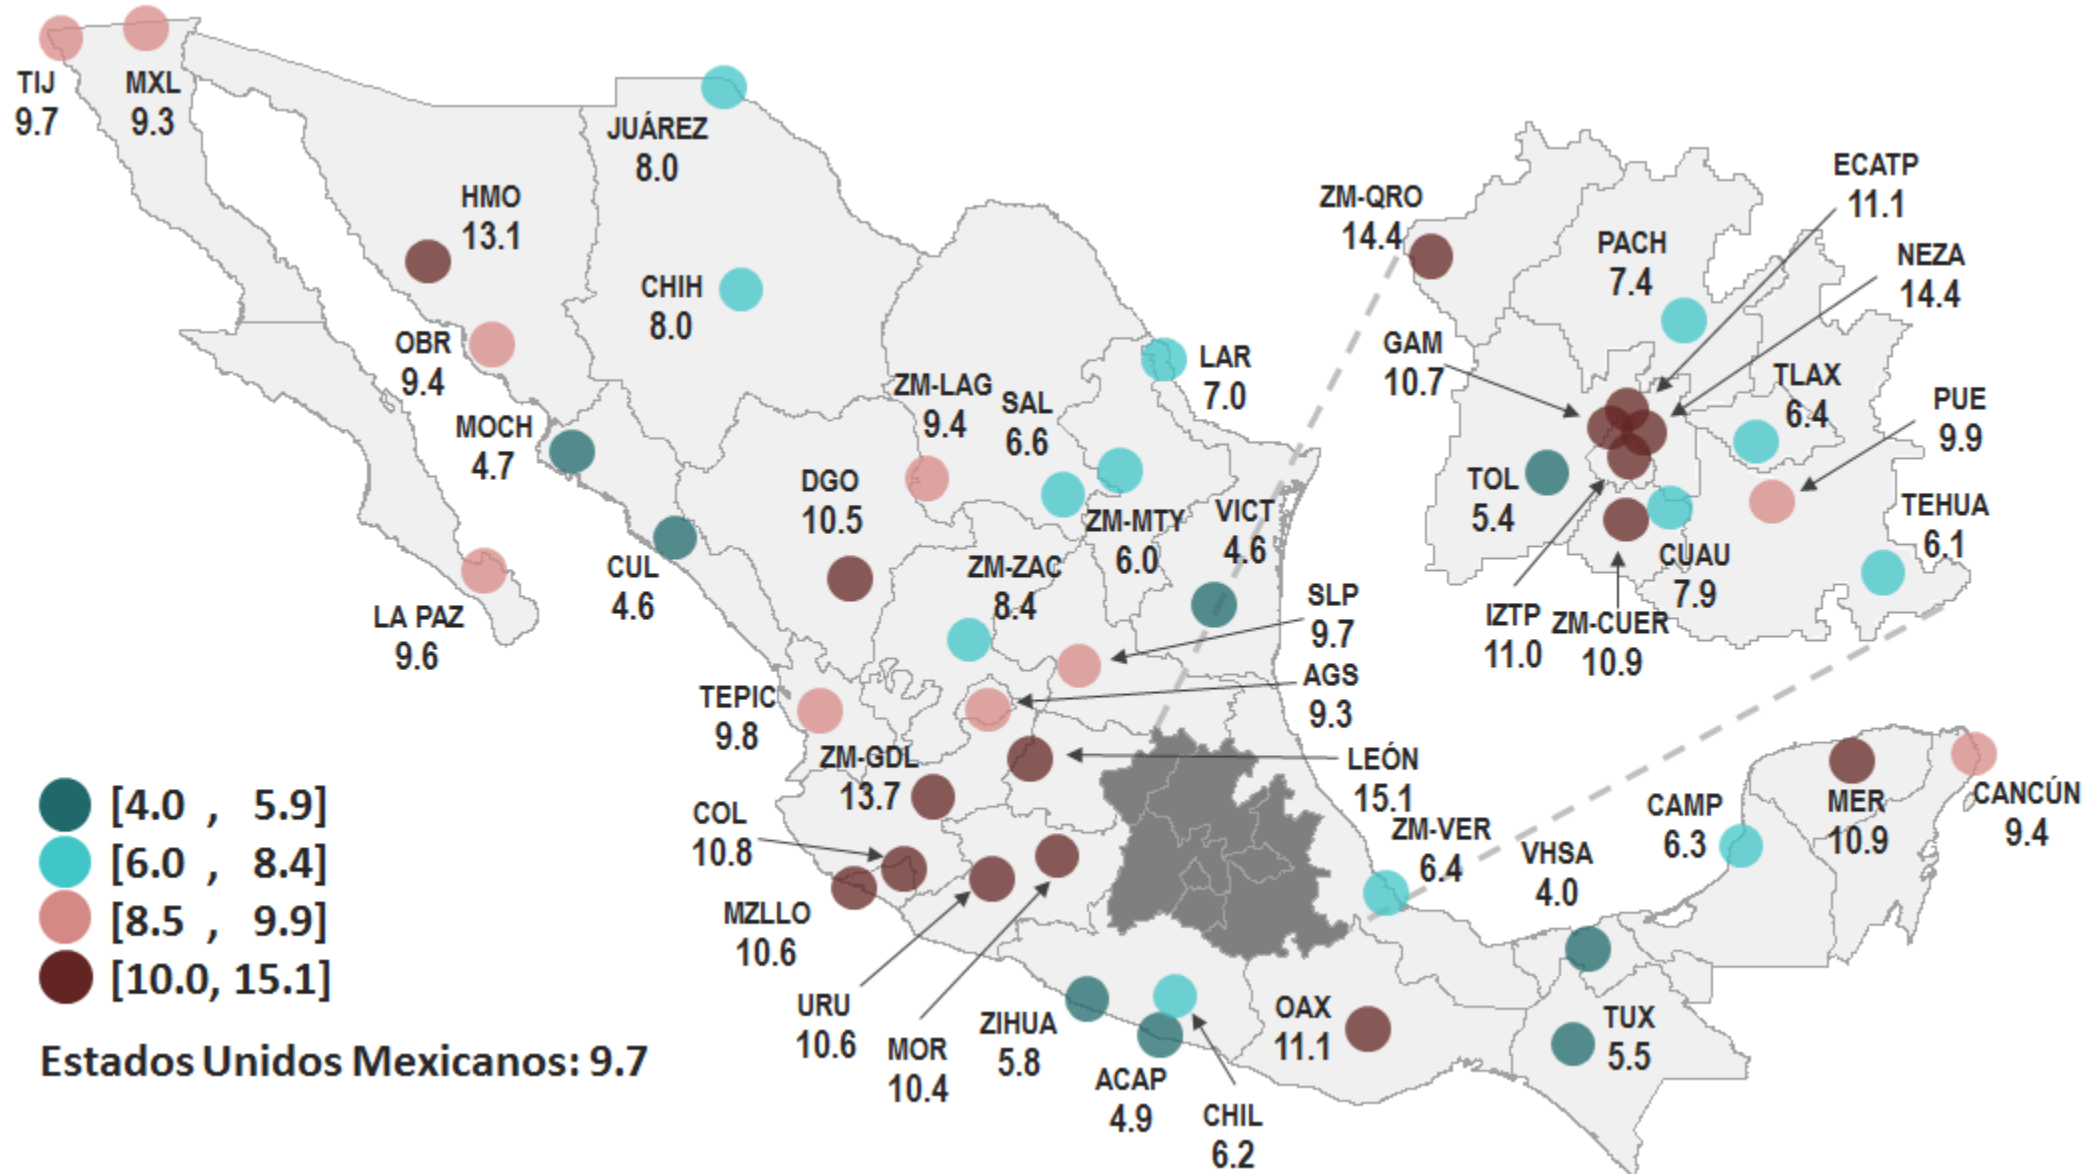 TIJ
9.7
MXL
9.3
JUÁREZ
8.0
HMO
13.1
CHIH
8.0
OBR
9.4
MOCH
4.7
LAR
7.0
ZM-LAG
9.4
SAL
6.6
DGO
10.5
ZM-MTY
6.0
VICT
4.6
CUL
4.6
LA PAZ
9.6
ZM-ZAC
8.4
SLP
9.7
AGS
9.3
TEPIC
9.8
ZM-GDL
13.7
LEÓN
15.1
COL
10.8
MZLLO
10.6
URU
10.6
MOR
10.4
ZIHUA
5.8
ACAP
4.9
CHIL
6.2
OAX
11.1
ZM-VER
6.4
VHSA
4.0
TUX
5.5
CAMP
6.3
MER
10.9
CANCÚN
9.4
ZM-QRO
14.4
PACH
7.4
ECATP
11.1
NEZA
14.4
GAM
10.7
TLAX
6.4
PUE
9.9
TOL
5.4
TEHUA
6.1
CUAU
7.9
IZTP
11.0
ZM-CUER
10.9
[4.0 , 5.9]
[6.0 , 8.4]
[8.5 , 9.9]
[10.0, 15.1]
Estados Unidos Mexicanos: 9.7